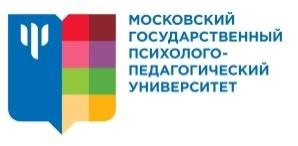 МОСКОВСКИЙ
ГОСУДАРСТВЕННЫЙ
ПСИХОЛОГО-
ПЕДАГОГИЧЕСКИЙ
УНИВЕРСИТЕТ